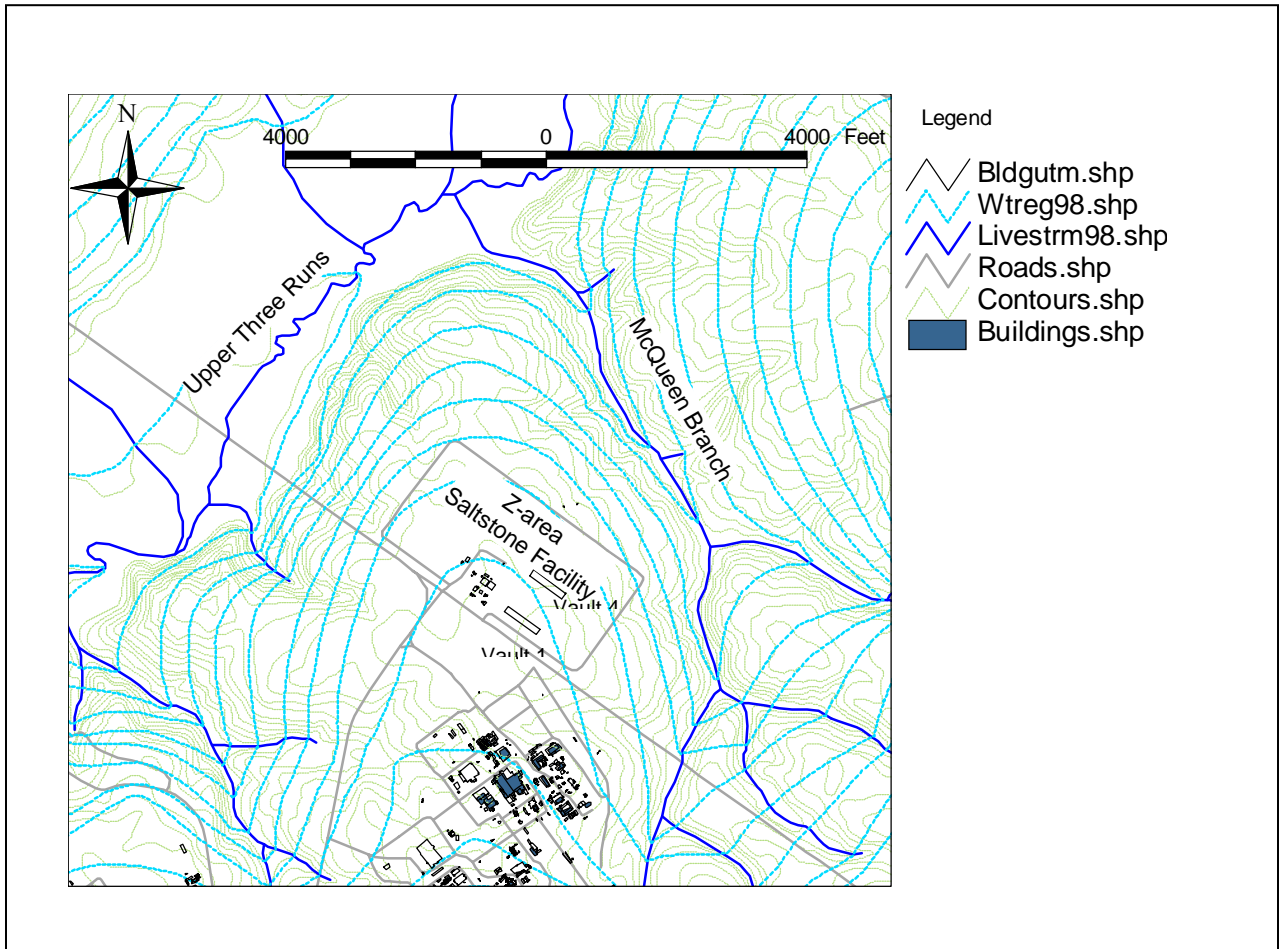 N
4000 0 4000 Feet
Legend
Bldgutm.shp
Wtreg98.shp
Livestrm98.shp
Roads.shp
Contours.shp
Buildings.shp
Upper Three Runs
McQueen Branch
Z-area
Saltstone Facility
Vault 4
Vault 1